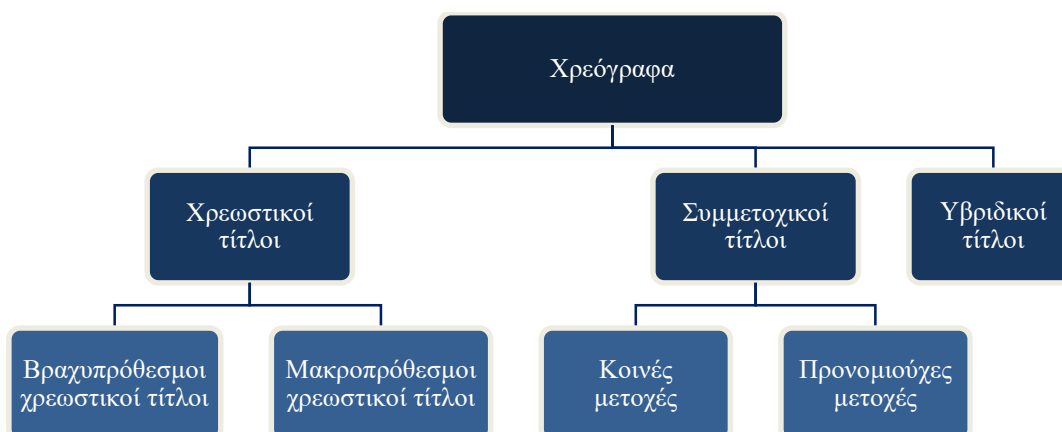 Χρεόγραφα
Χρεωστικοί
τίτλοι
Συμμετοχικοί
τίτλοι
Υβριδικοί
τίτλοι
Βραχυπρόθεσμοι
χρεωστικοί τίτλοι
Μακροπρόθεσμοι
χρεωστικοί τίτλοι
Κοινές
μετοχές
Προνομιούχες
μετοχές